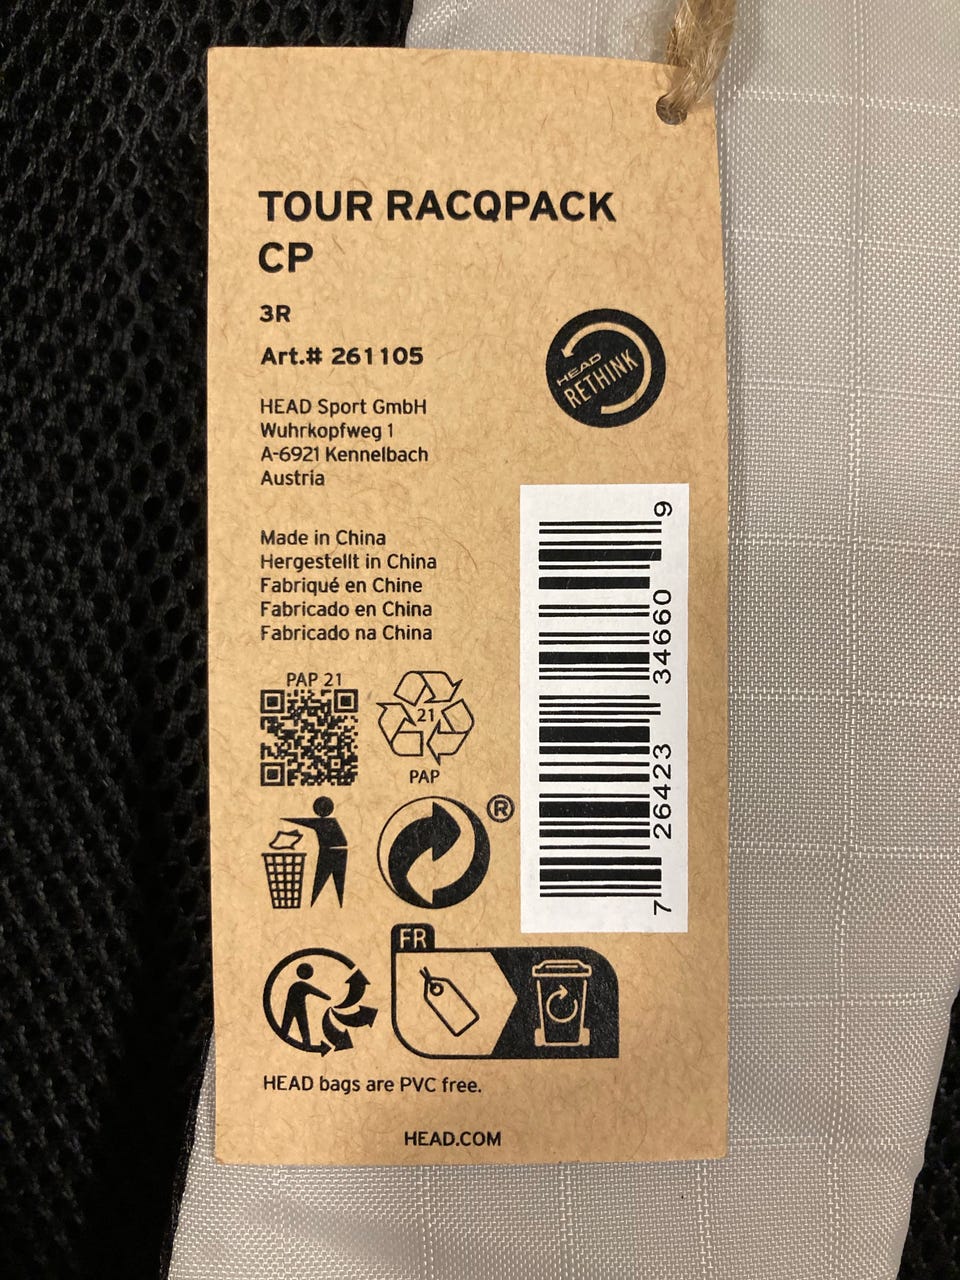 TOUR RACQPACK
CP
3R
Art.# 261105
HEAD
RETHINK
HEAD Sport GmbH
Wuhrkopfweg 1
A-6921 Kennelbach
Austria
Made in China
Hergestellt in China
Fabriqué en Chine
Fabricado en China
Fabricado na China
7 26423 34660 9
PAP 21
21
PAP
®
FR
HEAD bags are PVC free.
HEAD.COM